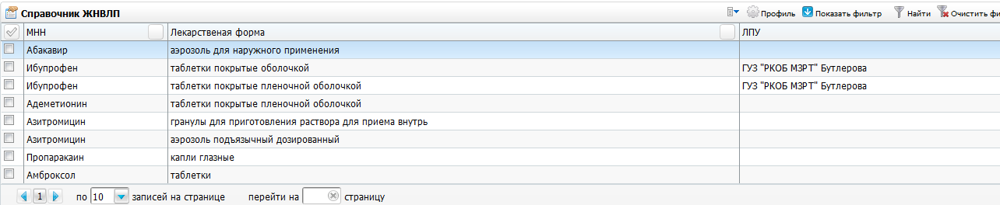 Справочник ЖНВЛП Профиль Показать фильтр Найти Очистить фи
МНН Лекарственая форма ЛПУ
Абакавир аэрозоль для наружного применения
Ибупрофен таблетки покрытые оболочкой ГУЗ "РКОБ МЗРТ" Бутлерова
Ибупрофен таблетки покрытые пленочной оболочкой ГУЗ "РКОБ МЗРТ" Бутлерова
Адеметионин таблетки покрытые пленочной оболочкой
Азитромицин гранулы для приготовления раствора для приема внутрь
Азитромицин аэрозоль подъязычный дозированный
Пропаракаин капли глазные
Амброксол таблетки
1 по 10 записей на странице перейти на страницу